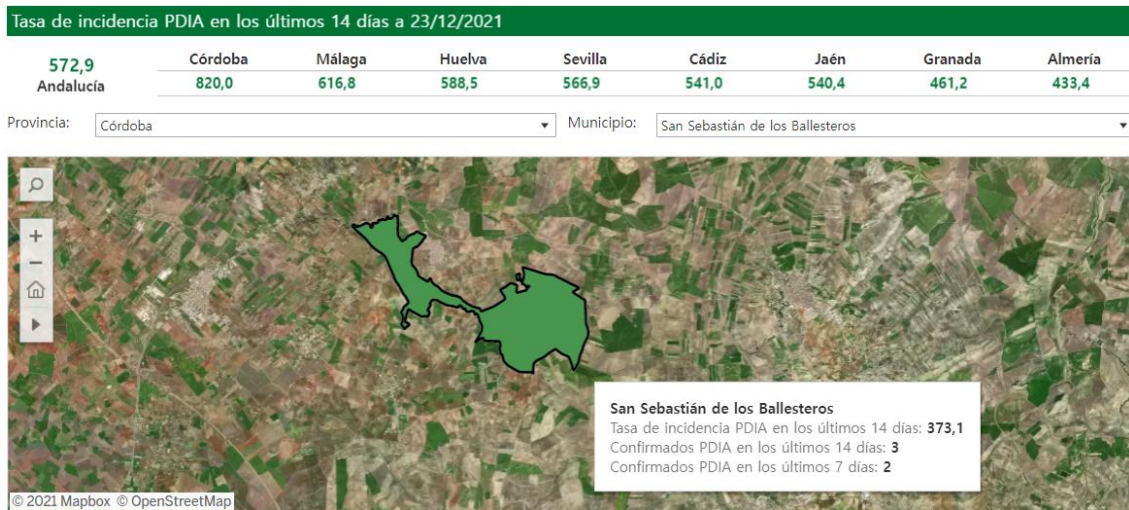 Tasa de incidencia PDIA en los últimos 14 días a 23/12/2021
572,9
Andalucía
Córdoba Málaga Huelva Sevilla Cádiz Jaén Granada Almería
820,0 616,8 588,5 566,9 541,0 540,4 461,2 433,4
Provincia: Córdoba Municipio: San Sebastián de los Ballesteros
San Sebastián de los Ballesteros
Tasa de incidencia PDIA en los últimos 14 días: 373,1
Confirmados PDIA en los últimos 14 días: 3
Confirmados PDIA en los últimos 7 días: 2
© 2021 Mapbox © OpenStreetMap